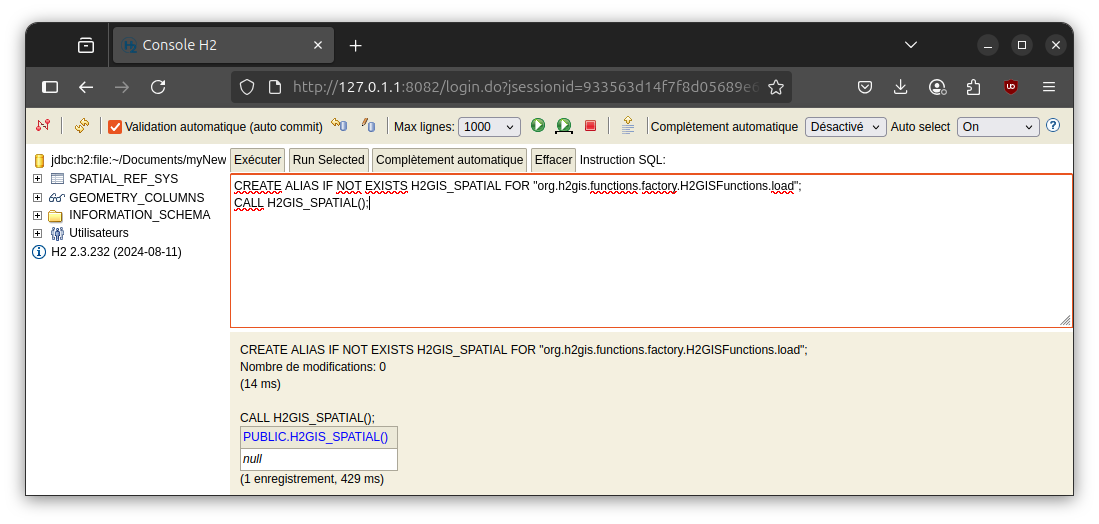 Console H2
http://127.0.1.1:8082/login.do?jsessionid=933563d14f7f8d05689e6
Validation automatique (auto commit)
Max lignes: 1000
Complètement automatique Désactivé Auto select On
jdbc:h2:file:~/Documents/myNew
SPATIAL_REF_SYS
GEOMETRY_COLUMNS
INFORMATION_SCHEMA
Utilisateurs
H2 2.3.232 (2024-08-11)
Exécuter Run Selected Complètement automatique Effacer Instruction SQL:
CREATE ALIAS IF NOT EXISTS H2GIS_SPATIAL FOR "org.h2gis.functions.factory.H2GISFunctions.load";
CALL H2GIS_SPATIAL();
CREATE ALIAS IF NOT EXISTS H2GIS_SPATIAL FOR "org.h2gis.functions.factory.H2GISFunctions.load";
Nombre de modifications: 0
(14 ms)
CALL H2GIS_SPATIAL();
PUBLIC.H2GIS_SPATIAL()
null
(1 enregistrement, 429 ms)